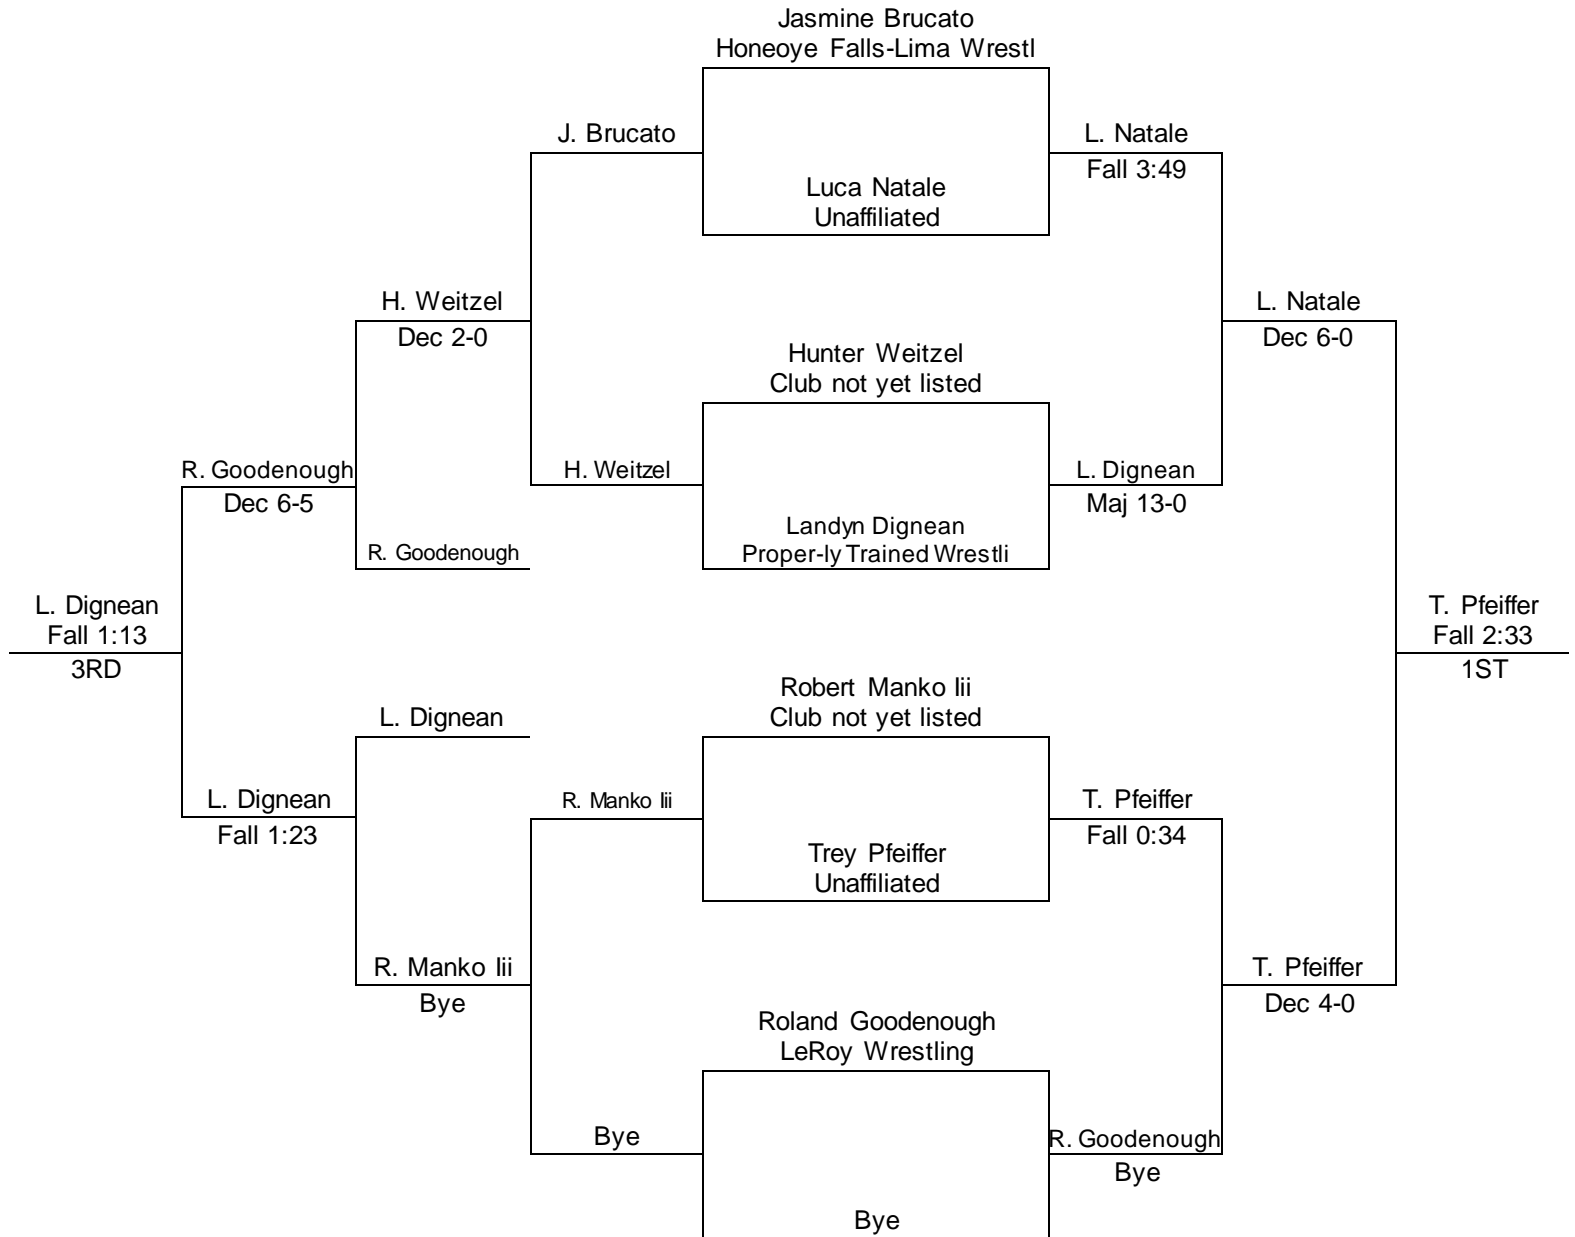 Jasmine Brucato
Honeoye Falls-Lima Wrestl
J. Brucato
L. Natale
Fall 3:49
Luca Natale
Unaffiliated
H. Weitzel
Dec 2-0
L. Natale
Dec 6-0
Hunter Weitzel
Club not yet listed
R. Goodenough
Dec 6-5
H. Weitzel
L. Dignean
Maj 13-0
Landyn Dignean
Proper-ly Trained Wrestli
R. Goodenough
L. Dignean
Fall 1:13
3RD
T. Pfeiffer
Fall 2:33
1ST
Robert Manko Iii
Club not yet listed
L. Dignean
L. Dignean
Fall 1:23
R. Manko Iii
T. Pfeiffer
Fall 0:34
Trey Pfeiffer
Unaffiliated
R. Manko Iii
Bye
T. Pfeiffer
Dec 4-0
Roland Goodenough
LeRoy Wrestling
Bye
R. Goodenough
Bye
Bye